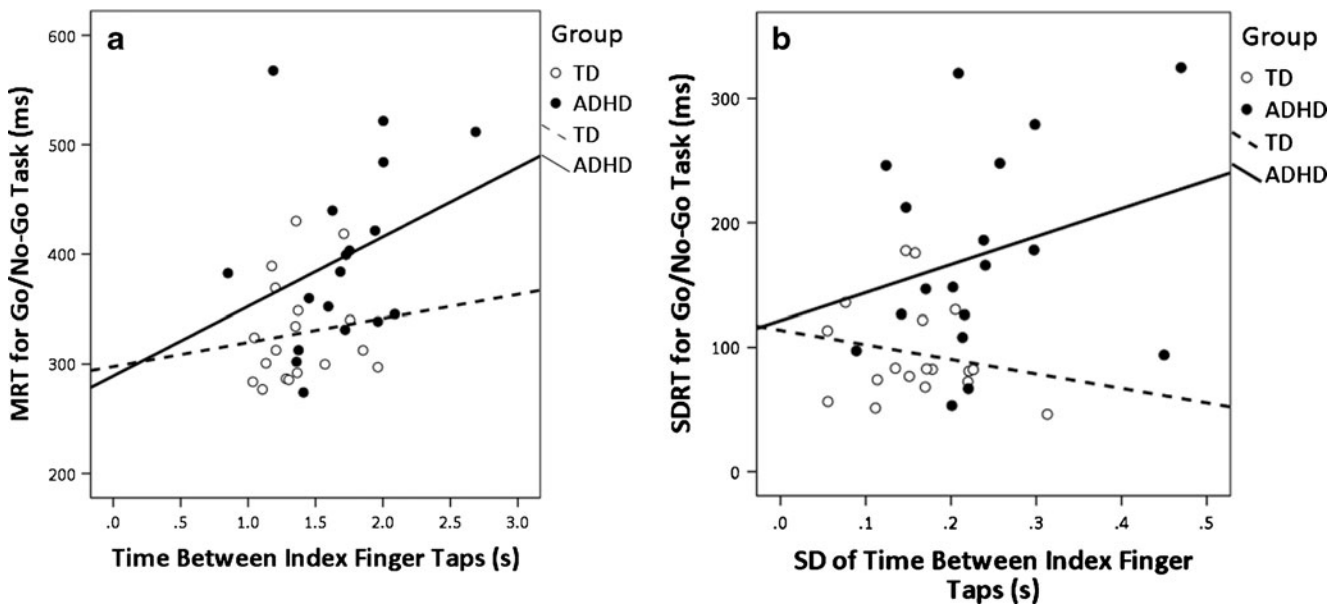 a
Group
TD
ADHD
TD
ADHD
MRT for Go/No-Go Task (ms)
600
500
400
300
200
.0 .5 1.0 1.5 2.0 2.5 3.0
Time Between Index Finger Taps (s)
b
Group
TD
ADHD
TD
ADHD
SDRT for Go/No-Go Task (ms)
300
200
100
0
.0 .1 .2 .3 .4 .5
SD of Time Between Index Finger
Taps (s)